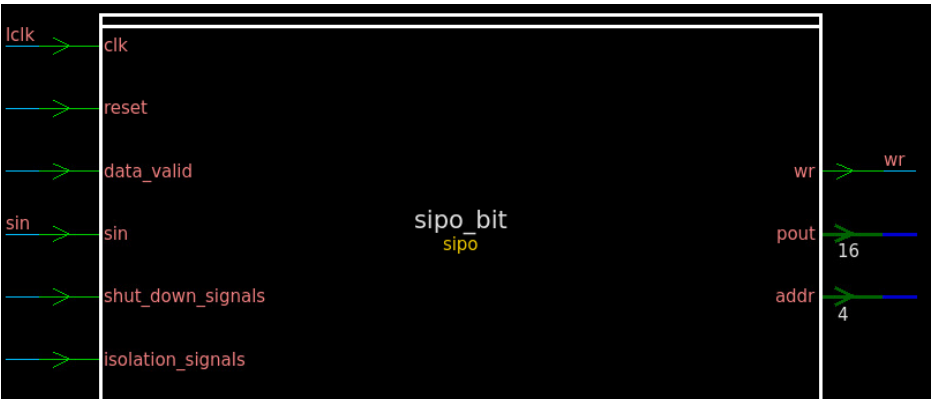 lclk
clk
reset
data_valid
wr
wr
sin
sin
sipo_bit
sipo
pout
16
shut_down_signals
addr
4
isolation_signals